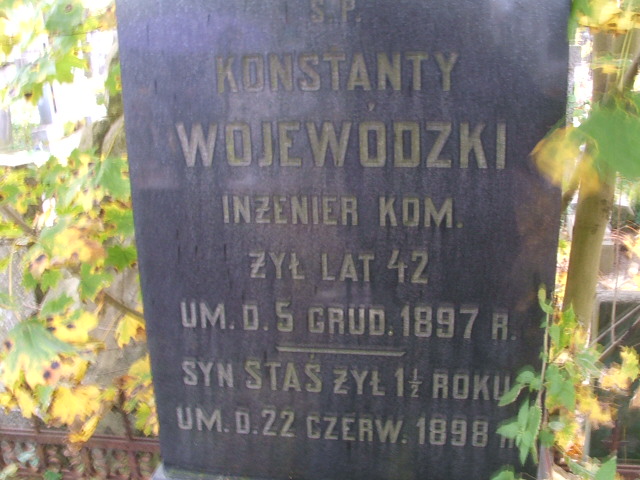 Ś.P.
KONSTANTY
WOJEWÓDZKI
INŻENIER KOM.
ŻYŁ LAT 42
UM. D. 5 GRUD. 1897 R.
SYN STAŚ ŻYŁ 1½ ROKU
UM. D. 22 CZERW. 1898 R.